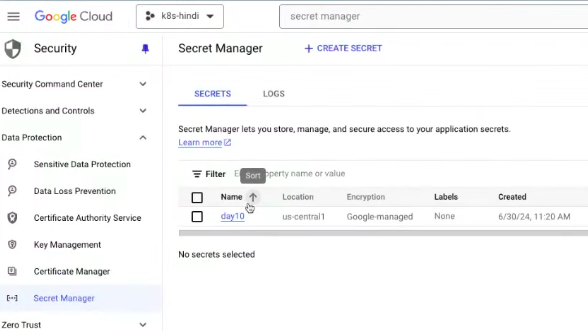 Google Cloud
k8s-hindi
secret manager
Security
Secret Manager
+ CREATE SECRET
Security Command Center
Detections and Controls
Data Protection
Sensitive Data Protection
Data Loss Prevention
Certificate Authority Service
Key Management
Certificate Manager
Secret Manager
Zero Trust
SECRETS
LOGS
Secret Manager lets you store, manage, and secure access to your application secrets.
Learn more
Filter
property name or value
Sort
Name
Location
Encryption
Labels
Created
day10
us-central1
Google-managed
None
6/30/24, 11:20 AM
No secrets selected